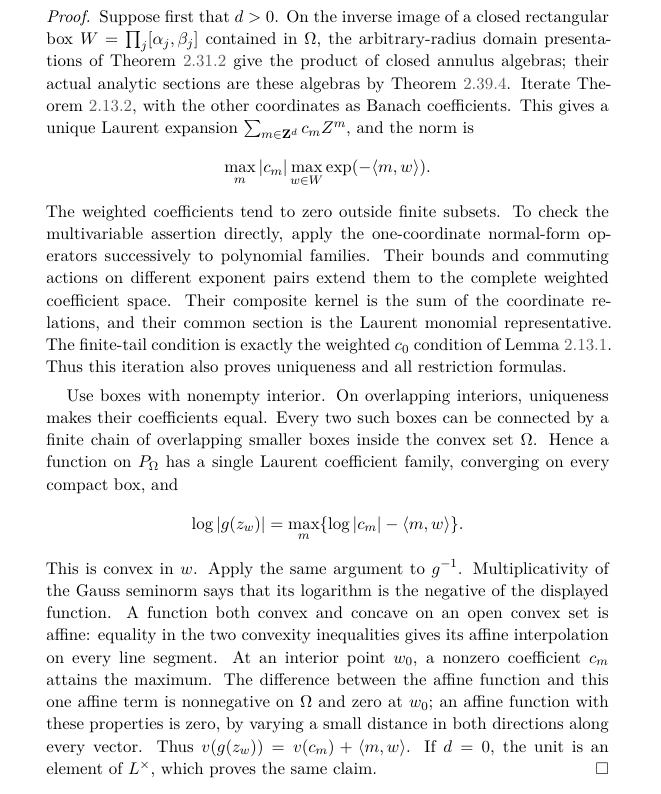 Proof. Suppose first that d > 0. On the inverse image of a closed rectangular
box W = ∏_j[α_j, β_j] contained in Ω, the arbitrary-radius domain presenta-
tions of Theorem 2.31.2 give the product of closed annulus algebras; their
actual analytic sections are these algebras by Theorem 2.39.4. Iterate The-
orem 2.13.2, with the other coordinates as Banach coefficients. This gives a
unique Laurent expansion ∑_{m∈Z^d} c_m Z^m, and the norm is
max_m |c_m| max_{w∈W} exp(−⟨m, w⟩).
The weighted coefficients tend to zero outside finite subsets. To check the
multivariable assertion directly, apply the one-coordinate normal-form op-
erators successively to polynomial families. Their bounds and commuting
actions on different exponent pairs extend them to the complete weighted
coefficient space. Their composite kernel is the sum of the coordinate re-
lations, and their common section is the Laurent monomial representative.
The finite-tail condition is exactly the weighted c_0 condition of Lemma 2.13.1.
Thus this iteration also proves uniqueness and all restriction formulas.
Use boxes with nonempty interior. On overlapping interiors, uniqueness
makes their coefficients equal. Every two such boxes can be connected by a
finite chain of overlapping smaller boxes inside the convex set Ω. Hence a
function on P_Ω has a single Laurent coefficient family, converging on every
compact box, and
log |g(z_w)| = max_m{log |c_m| − ⟨m, w⟩}.
This is convex in w. Apply the same argument to g^{−1}. Multiplicativity of
the Gauss seminorm says that its logarithm is the negative of the displayed
function. A function both convex and concave on an open convex set is
affine: equality in the two convexity inequalities gives its affine interpolation
on every line segment. At an interior point w_0, a nonzero coefficient c_m
attains the maximum. The difference between the affine function and this
one affine term is nonnegative on Ω and zero at w_0; an affine function with
these properties is zero, by varying a small distance in both directions along
every vector. Thus v(g(z_w)) = v(c_m) + ⟨m, w⟩. If d = 0, the unit is an
element of L^×, which proves the same claim. □